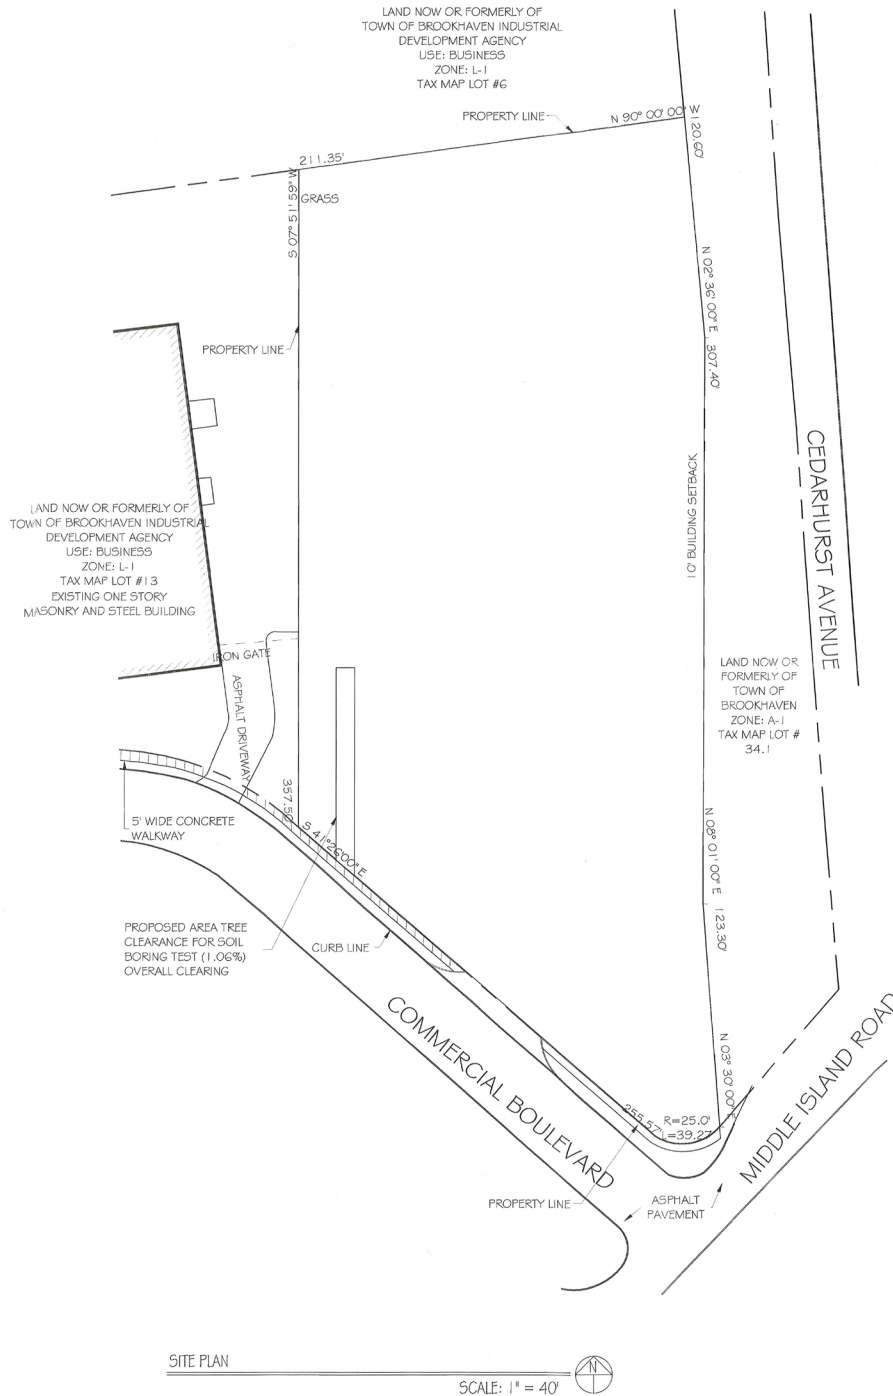 LAND NOW OR FORMERLY OF
TOWN OF BROOKHAVEN INDUSTRIAL
DEVELOPMENT AGENCY
USE: BUSINESS
ZONE: L-1
TAX MAP LOT #6
PROPERTY LINE
N 90° 00' 00" W
211.35'
120.60'
S 07° 51' 59" W
GRASS
N 02° 36' 00" E
307.40'
PROPERTY LINE
10' BUILDING SETBACK
CEDARHURST AVENUE
LAND NOW OR FORMERLY OF
TOWN OF BROOKHAVEN INDUSTRIAL
DEVELOPMENT AGENCY
USE: BUSINESS
ZONE: L-1
TAX MAP LOT #13
EXISTING ONE STORY
MASONRY AND STEEL BUILDING
IRON GATE
ASPHALT DRIVEWAY
LAND NOW OR
FORMERLY OF
TOWN OF
BROOKHAVEN
ZONE: A-1
TAX MAP LOT #
34.1
357.50'
5' WIDE CONCRETE
WALKWAY
S 41°26'00" E
N 08° 01' 00" E
123.30'
PROPOSED AREA TREE
CLEARANCE FOR SOIL
BORING TEST (1.06%)
OVERALL CLEARING
CURB LINE
COMMERCIAL BOULEVARD
MIDDLE ISLAND ROAD
N 03° 30' 00" E
255.57'
R=25.0'
L=39.27'
PROPERTY LINE
ASPHALT
PAVEMENT
SITE PLAN
N
SCALE: 1" = 40'